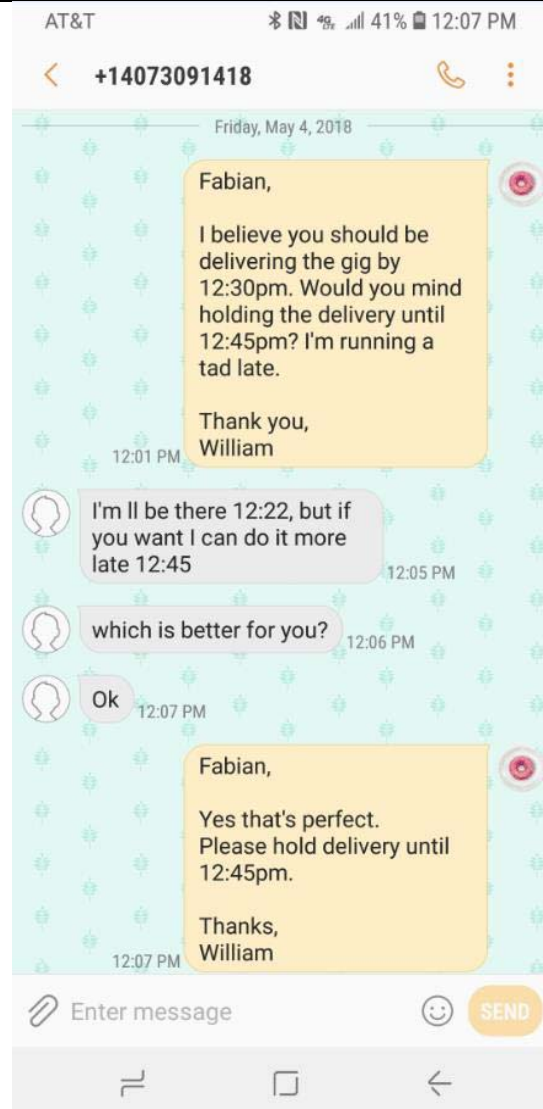 AT&T 41% 12:07 PM
+14073091418
Friday, May 4, 2018
Fabian,
I believe you should be
delivering the gig by
12:30pm. Would you mind
holding the delivery until
12:45pm? I'm running a
tad late.
Thank you,
William
12:01 PM
I'm ll be there 12:22, but if
you want I can do it more
late 12:45
12:05 PM
which is better for you?
12:06 PM
Ok
12:07 PM
Fabian,
Yes that's perfect.
Please hold delivery until
12:45pm.
Thanks,
William
12:07 PM
Enter message
SEND